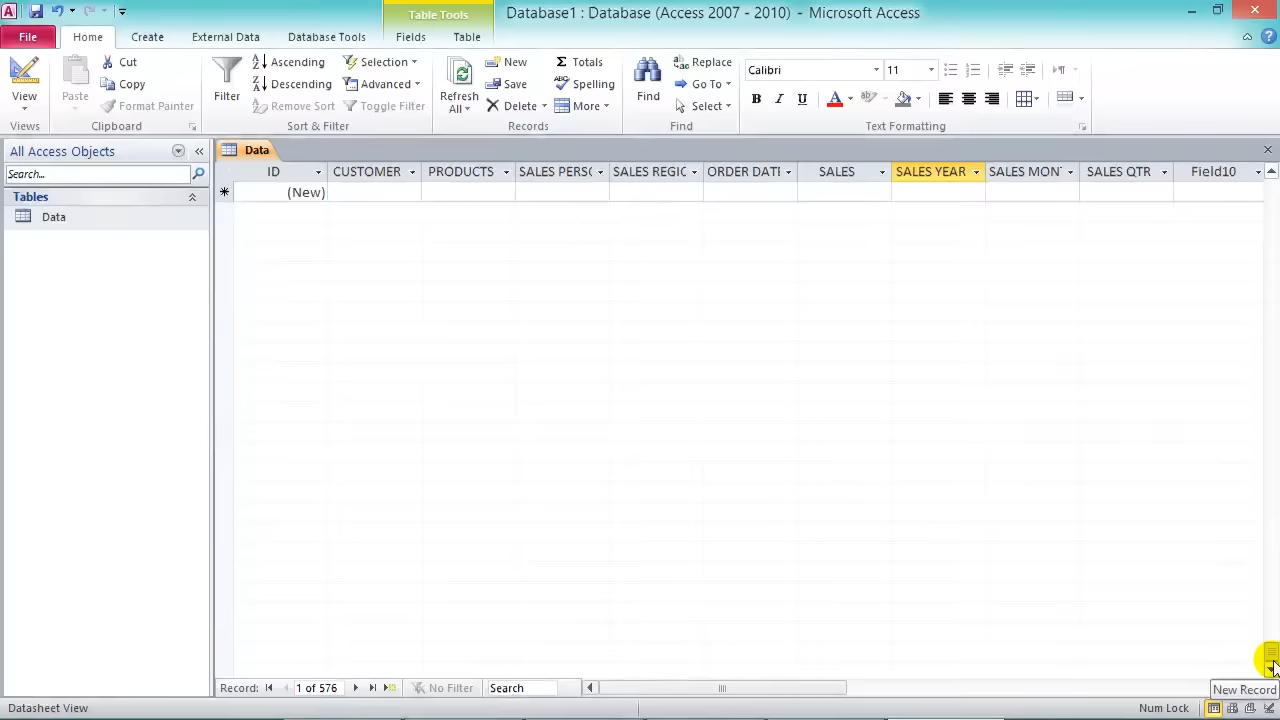 Table Tools
Database1 : Database (Access 2007 - 2010) - Microsoft Access
File Home Create External Data Database Tools Fields Table
View
Views
Paste
Cut
Copy
Format Painter
Clipboard
Filter
Ascending
Descending
Remove Sort
Selection
Advanced
Toggle Filter
Sort & Filter
Refresh
All
New
Save
Delete
Totals
Spelling
More
Records
Find
Replace
Go To
Select
Find
Calibri 11
B I U A
Text Formatting
All Access Objects
Search...
Tables
Data
Data
ID CUSTOMER PRODUCTS SALES PERSO SALES REGIO ORDER DATE SALES SALES YEAR SALES MONT SALES QTR Field10
(New)
Record: 1 of 576 No Filter Search
New Record
Datasheet View
Num Lock